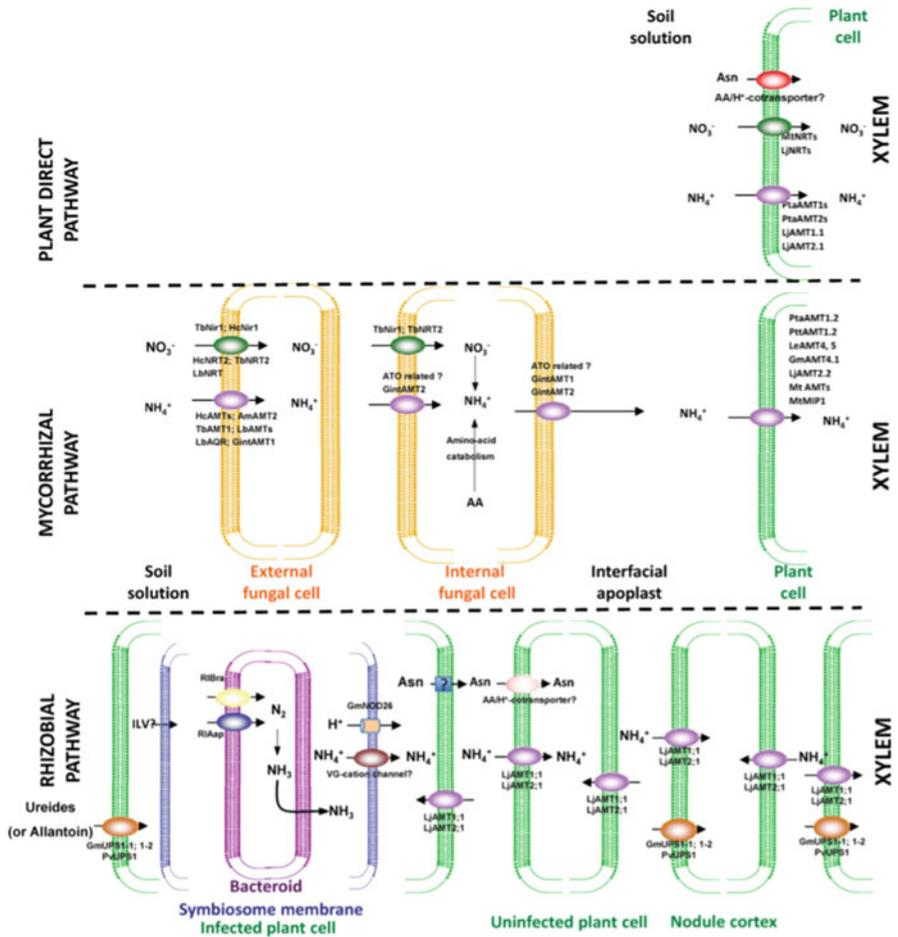 Soil
solution
Plant
cell
PLANT DIRECT
PATHWAY
Asn
AA/H⁺-cotransporter?
NO₃⁻
NO₃⁻
MtNRTs
LjNRTs
NH₄⁺
NH₄⁺
PtaAMT1s
PtaAMT2s
LjAMT1.1
LjAMT2.1
XYLEM
MYCORRHIZAL
PATHWAY
TbNir1; HcNir1
NO₃⁻
NO₃⁻
HcNRT2; TbNRT2
LbNRT
NH₄⁺
NH₄⁺
HcAMTs; AmAMT2
TbAMT1; LbAMTs
LbAQR; GintAMT1
TbNir1; TbNRT2
NO₃⁻
ATO related ?
GintAMT2
NH₄⁺
Amino-acid
catabolism
AA
ATO related ?
GintAMT1
GintAMT2
NH₄⁺
NH₄⁺
PtaAMT1.2
PttAMT1.2
LeAMT4, 5
GmAMT4.1
LjAMT2.2
Mt AMTs
MtMIP1
XYLEM
Soil
solution
External
fungal cell
Internal
fungal cell
Interfacial
apoplast
Plant
cell
RHIZOBIAL
PATHWAY
Ureides
(or Allantoin)
GmUPS1-1; 1-2
PvUPS1
ILV?
RlBra
RlAap
N₂
NH₃
NH₃
GmNOD26
H⁺
NH₄⁺
NH₄⁺
VG-cation channel?
Asn
?
Asn
Asn
AA/H⁺-cotransporter?
LjAMT1;1
LjAMT2;1
NH₄⁺
NH₄⁺
LjAMT1;1
LjAMT2;1
LjAMT1;1
LjAMT2;1
NH₄⁺
LjAMT1;1
LjAMT2;1
GmUPS1-1; 1-2
PvUPS1
NH₄⁺
LjAMT1;1
LjAMT2;1
LjAMT1;1
LjAMT2;1
GmUPS1-1; 1-2
PvUPS1
XYLEM
Bacteroid
Symbiosome membrane
Infected plant cell
Uninfected plant cell
Nodule cortex